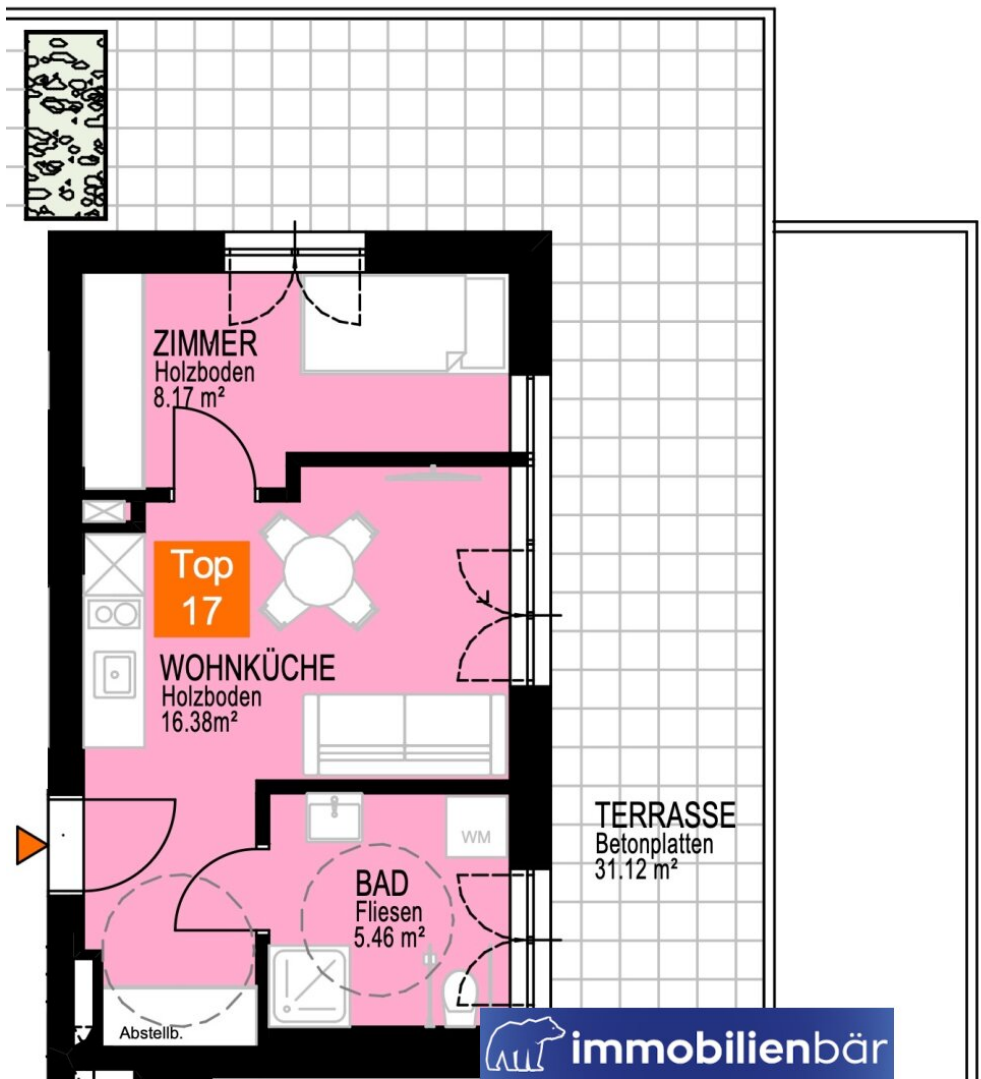 ZIMMER
Holzboden
8.17 m²
Top
17
WOHNKÜCHE
Holzboden
16.38m²
TERRASSE
Betonplatten
31.12 m²
WM
BAD
Fliesen
5.46 m²
Abstellb.
immobilienbär